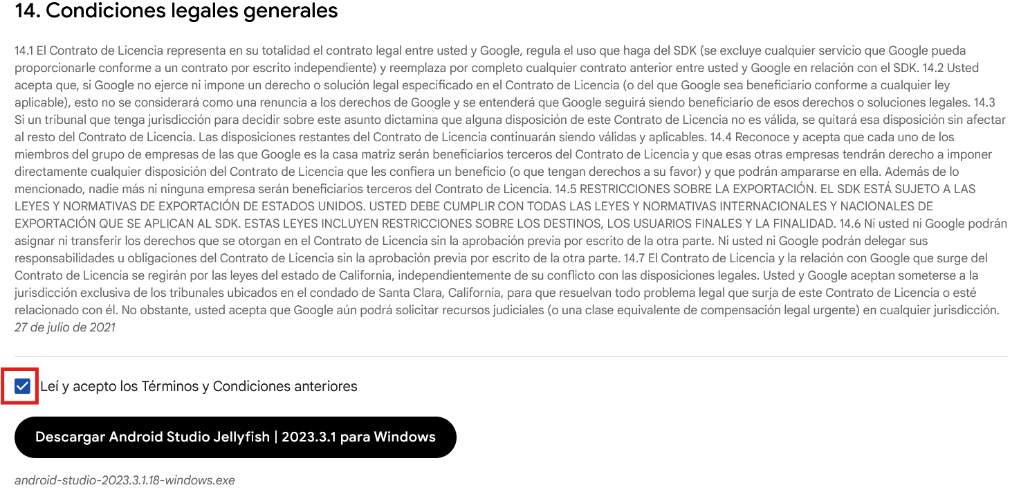 14. Condiciones legales generales
14.1 El Contrato de Licencia representa en su totalidad el contrato legal entre usted y Google, regula el uso que haga del SDK (se excluye cualquier servicio que Google pueda
proporcionarle conforme a un contrato por escrito independiente) y reemplaza por completo cualquier contrato anterior entre usted y Google en relación con el SDK. 14.2 Usted
acepta que, si Google no ejerce ni impone un derecho o solución legal especificado en el Contrato de Licencia (o del que Google sea beneficiario conforme a cualquier ley
aplicable), esto no se considerará como una renuncia a los derechos de Google y se entenderá que Google seguirá siendo beneficiario de esos derechos o soluciones legales. 14.3
Si un tribunal que tenga jurisdicción para decidir sobre este asunto dictamina que alguna disposición de este Contrato de Licencia no es válida, se quitará esa disposición sin afectar
al resto del Contrato de Licencia. Las disposiciones restantes del Contrato de Licencia continuarán siendo válidas y aplicables. 14.4 Reconoce y acepta que cada uno de los
miembros del grupo de empresas de las que Google es la casa matriz serán beneficiarios terceros del Contrato de Licencia y que esas otras empresas tendrán derecho a imponer
directamente cualquier disposición del Contrato de Licencia que les confiera un beneficio (o que tengan derechos a su favor) y que podrán ampararse en ella. Además de lo
mencionado, nadie más ni ninguna empresa serán beneficiarios terceros del Contrato de Licencia. 14.5 RESTRICCIONES SOBRE LA EXPORTACIÓN. EL SDK ESTÁ SUJETO A LAS
LEYES Y NORMATIVAS DE EXPORTACIÓN DE ESTADOS UNIDOS. USTED DEBE CUMPLIR CON TODAS LAS LEYES Y NORMATIVAS INTERNACIONALES Y NACIONALES DE
EXPORTACIÓN QUE SE APLICAN AL SDK. ESTAS LEYES INCLUYEN RESTRICCIONES SOBRE LOS DESTINOS, LOS USUARIOS FINALES Y LA FINALIDAD. 14.6 Ni usted ni Google podrán
asignar ni transferir los derechos que se otorgan en el Contrato de Licencia sin la aprobación previa por escrito de la otra parte. Ni usted ni Google podrán delegar sus
responsabilidades u obligaciones del Contrato de Licencia sin la aprobación previa por escrito de la otra parte. 14.7 El Contrato de Licencia y la relación con Google que surge del
Contrato de Licencia se regirán por las leyes del estado de California, independientemente de su conflicto con las disposiciones legales. Usted y Google aceptan someterse a la
jurisdicción exclusiva de los tribunales ubicados en el condado de Santa Clara, California, para que resuelvan todo problema legal que surja de este Contrato de Licencia o esté
relacionado con él. No obstante, usted acepta que Google aún podrá solicitar recursos judiciales (o una clase equivalente de compensación legal urgente) en cualquier jurisdicción.
27 de julio de 2021
Leí y acepto los Términos y Condiciones anteriores
Descargar Android Studio Jellyfish | 2023.3.1 para Windows
android-studio-2023.3.1.18-windows.exe